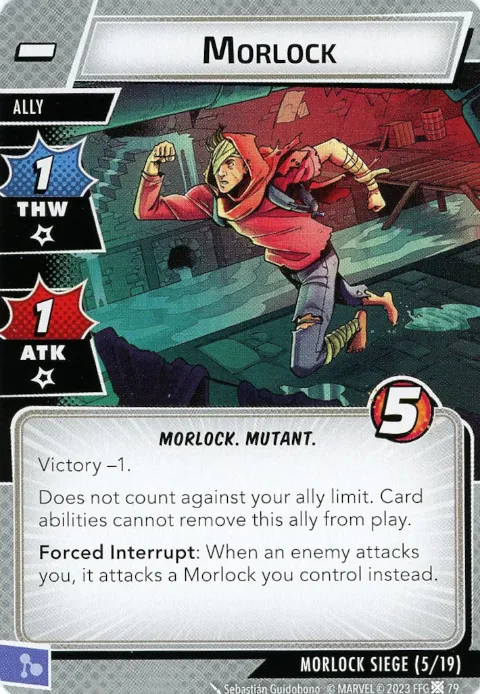 MORLOCK
ALLY
1
THW
1
ATK
5
MORLOCK. MUTANT.
Victory –1.
Does not count against your ally limit. Card
abilities cannot remove this ally from play.
Forced Interrupt: When an enemy attacks
you, it attacks a Morlock you control instead.
MORLOCK SIEGE (5/19)
Sebastián Guidobono © MARVEL © 2023 FFG 79